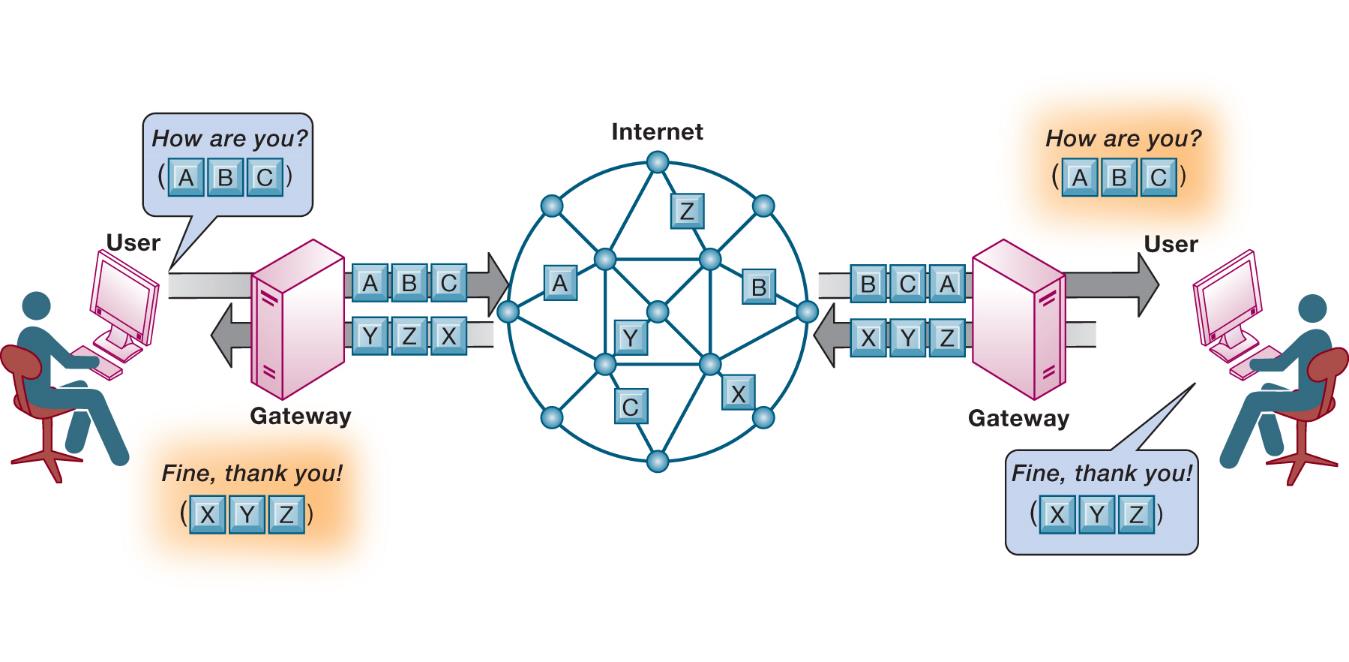 How are you?
(A B C)
User
Gateway
A B C
Y Z X
Fine, thank you!
(X Y Z)
Internet
Z
A
B
Y
C
X
How are you?
(A B C)
User
B C A
X Y Z
Gateway
Fine, thank you!
(X Y Z)